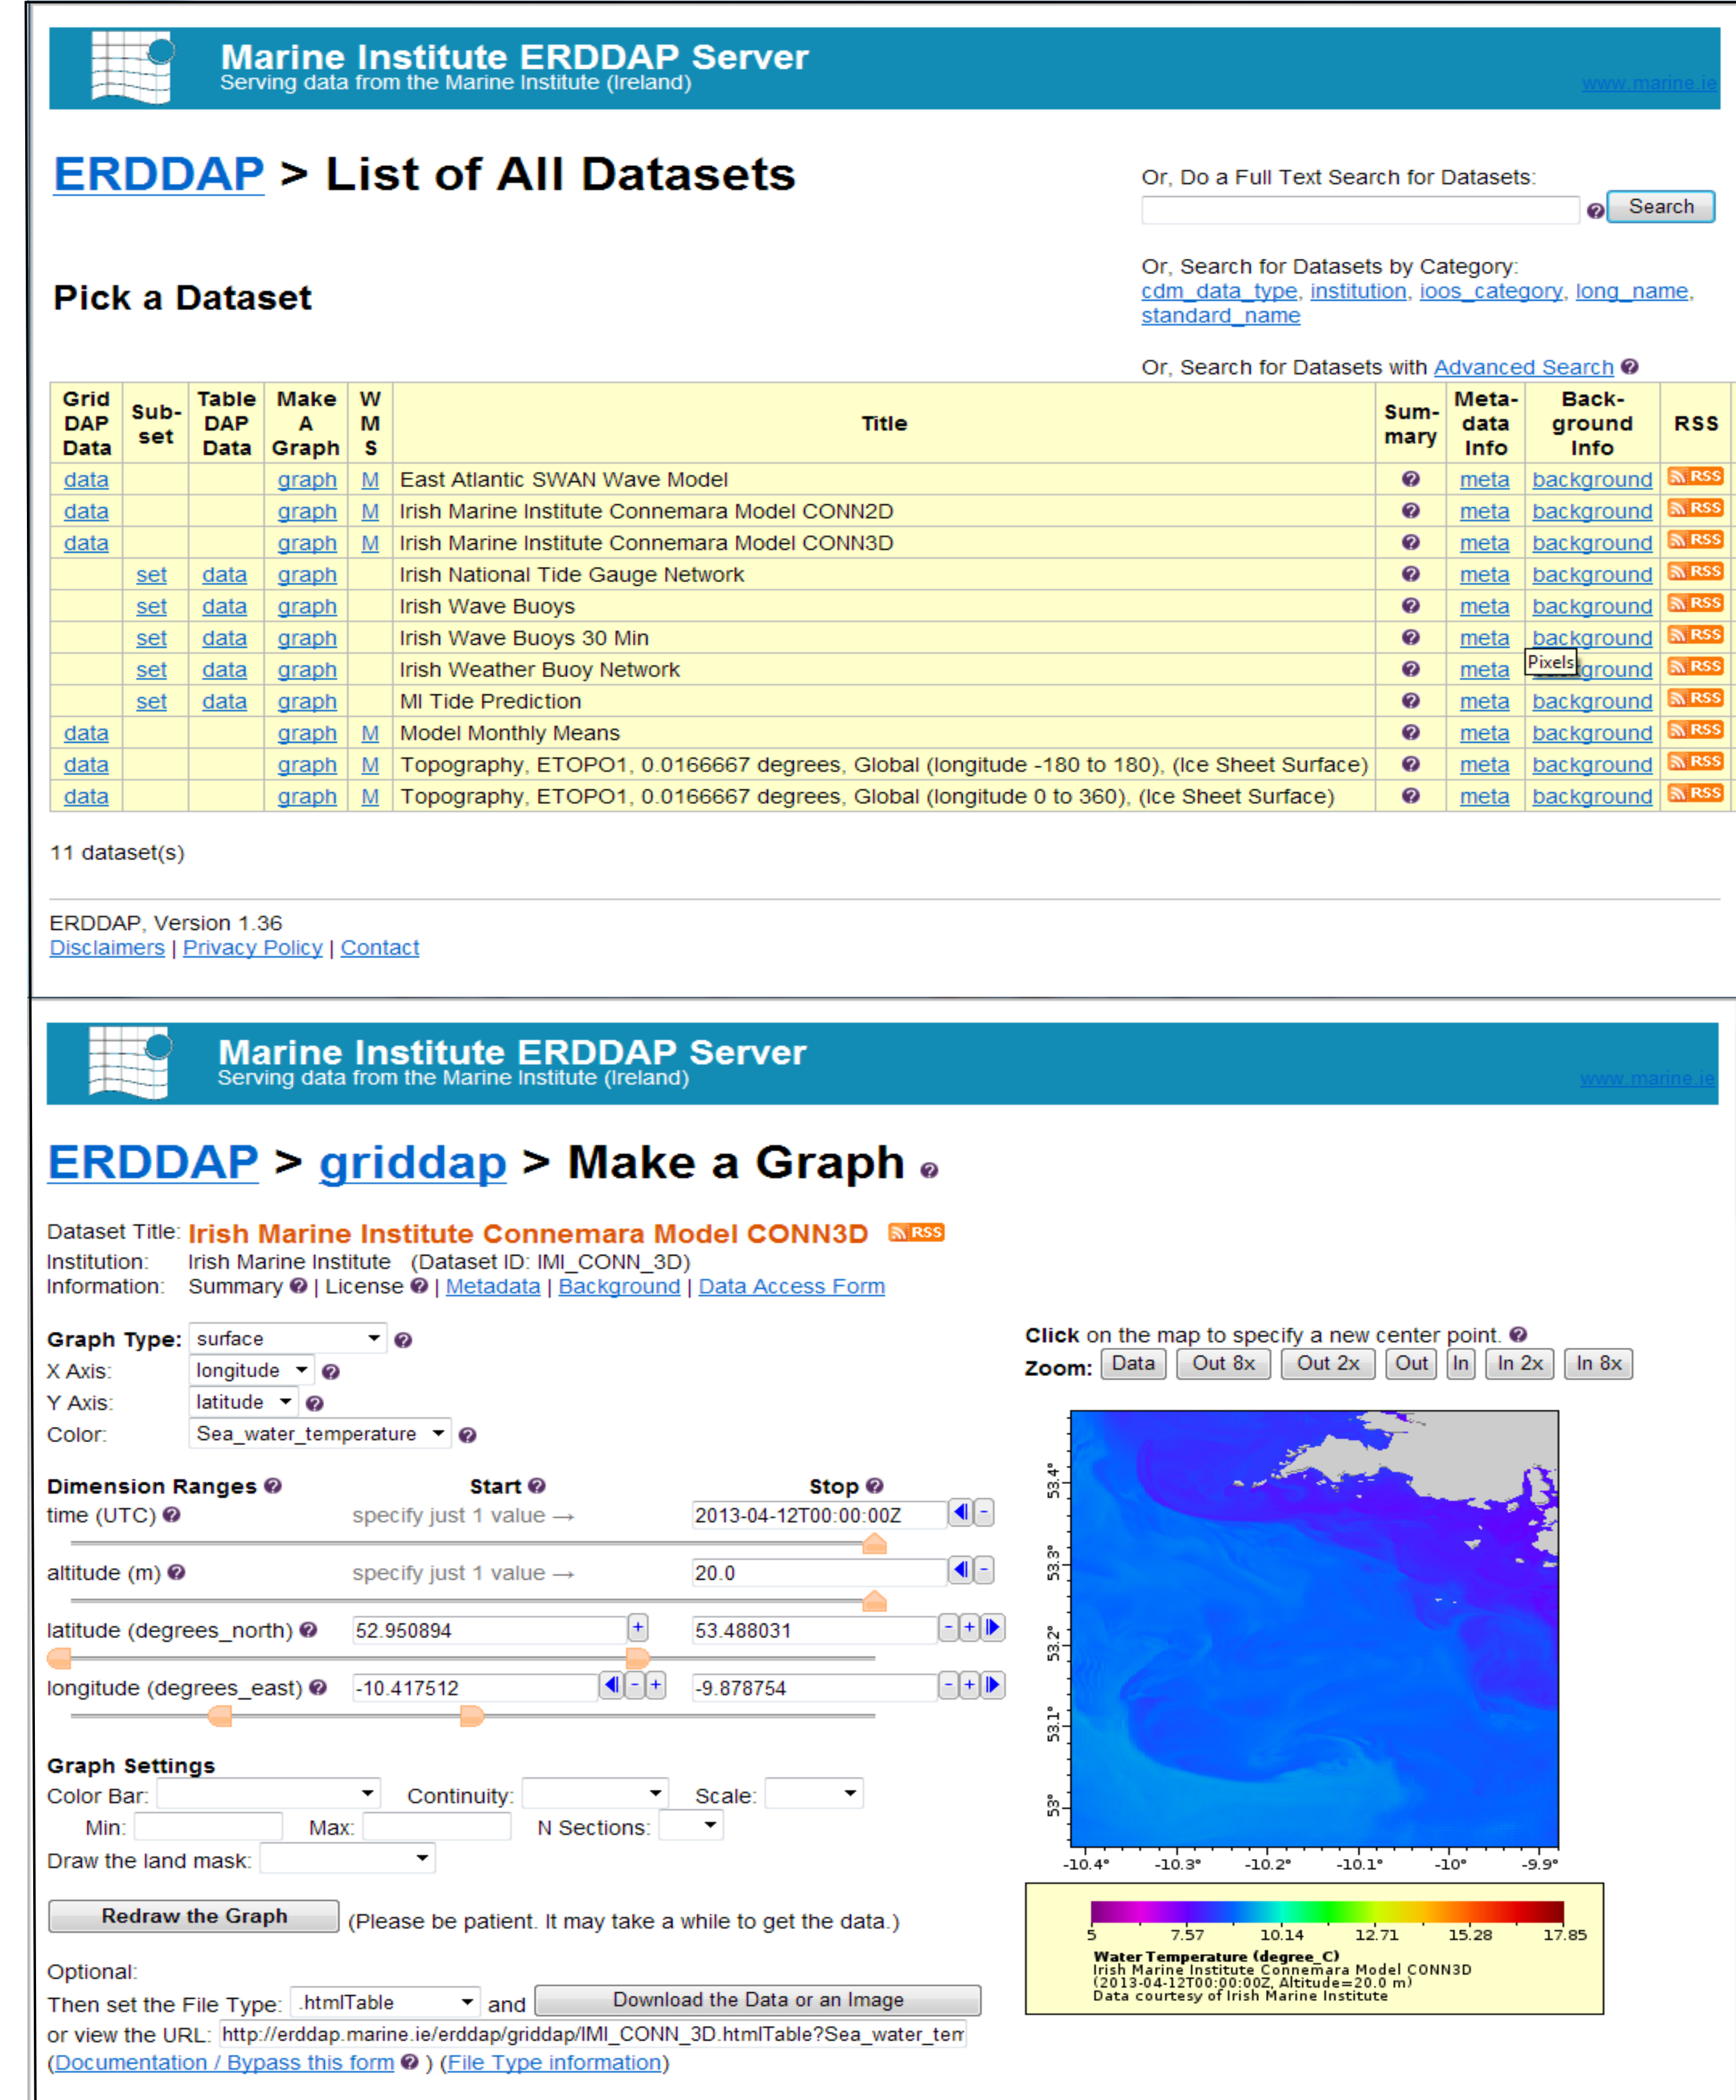 Marine Institute ERDDAP Server
Serving data from the Marine Institute (Ireland)
www.marine.ie
ERDDAP > List of All Datasets
Or, Do a Full Text Search for Datasets:
Search
Or, Search for Datasets by Category:
cdm_data_type, institution, ioos_category, long_name,
standard_name
Pick a Dataset
Or, Search for Datasets with Advanced Search
Grid DAP Data Sub-set Table DAP Data Make A Graph W M S Title Sum-mary Meta-data Info Back-ground Info RSS
data graph M East Atlantic SWAN Wave Model meta background RSS
data graph M Irish Marine Institute Connemara Model CONN2D meta background RSS
data graph M Irish Marine Institute Connemara Model CONN3D meta background RSS
set data graph Irish National Tide Gauge Network meta background RSS
set data graph Irish Wave Buoys meta background RSS
set data graph Irish Wave Buoys 30 Min meta background RSS
Pixels
set data graph Irish Weather Buoy Network meta background RSS
set data graph MI Tide Prediction meta background RSS
data graph M Model Monthly Means meta background RSS
data graph M Topography, ETOPO1, 0.0166667 degrees, Global (longitude -180 to 180), (Ice Sheet Surface) meta background RSS
data graph M Topography, ETOPO1, 0.0166667 degrees, Global (longitude 0 to 360), (Ice Sheet Surface) meta background RSS
11 dataset(s)
ERDDAP, Version 1.36
Disclaimers | Privacy Policy | Contact
Marine Institute ERDDAP Server
Serving data from the Marine Institute (Ireland)
www.marine.ie
ERDDAP > griddap > Make a Graph
Dataset Title: Irish Marine Institute Connemara Model CONN3D RSS
Institution: Irish Marine Institute (Dataset ID: IMI_CONN_3D)
Information: Summary | License | Metadata | Background | Data Access Form
Graph Type: surface
X Axis: longitude
Y Axis: latitude
Color: Sea_water_temperature
Dimension Ranges Start Stop
time (UTC) specify just 1 value → 2013-04-12T00:00:00Z -
altitude (m) specify just 1 value → 20.0 -
latitude (degrees_north) 52.950894 + 53.488031 - +
longitude (degrees_east) -10.417512 - + -9.878754 - +
Graph Settings
Color Bar: Continuity: Scale:
Min: Max: N Sections:
Draw the land mask:
Redraw the Graph (Please be patient. It may take a while to get the data.)
Optional:
Then set the File Type: .htmlTable and Download the Data or an Image
or view the URL: http://erddap.marine.ie/erddap/griddap/IMI_CONN_3D.htmlTable?Sea_water_tem
(Documentation / Bypass this form ) (File Type information)
Click on the map to specify a new center point.
Zoom: Data Out 8x Out 2x Out In In 2x In 8x
53.4°
53.3°
53.2°
53.1°
53°
-10.4° -10.3° -10.2° -10.1° -10° -9.9°
5 7.57 10.14 12.71 15.28 17.85
Water Temperature (degree_C)
Irish Marine Institute Connemara Model CONN3D
(2013-04-12T00:00:00Z, Altitude=20.0 m)
Data courtesy of Irish Marine Institute